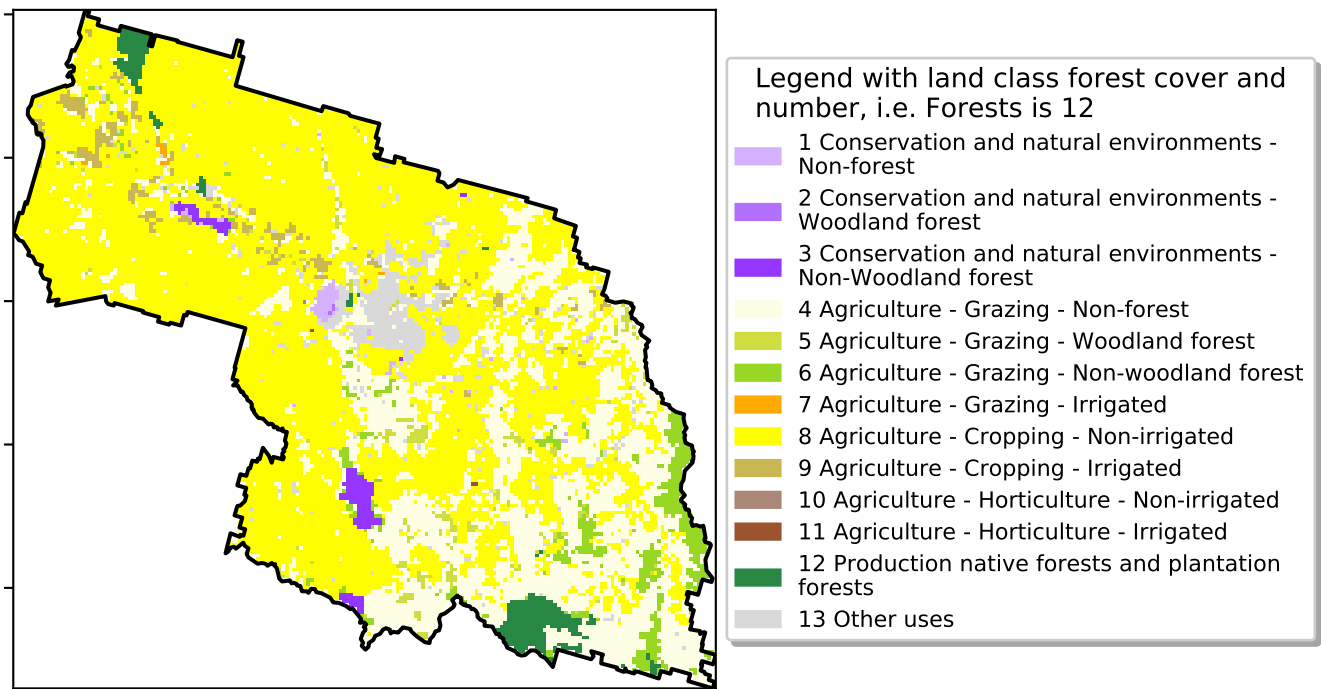 Legend with land class forest cover and
number, i.e. Forests is 12
1 Conservation and natural environments -
Non-forest
2 Conservation and natural environments -
Woodland forest
3 Conservation and natural environments -
Non-Woodland forest
4 Agriculture - Grazing - Non-forest
5 Agriculture - Grazing - Woodland forest
6 Agriculture - Grazing - Non-woodland forest
7 Agriculture - Grazing - Irrigated
8 Agriculture - Cropping - Non-irrigated
9 Agriculture - Cropping - Irrigated
10 Agriculture - Horticulture - Non-irrigated
11 Agriculture - Horticulture - Irrigated
12 Production native forests and plantation
forests
13 Other uses